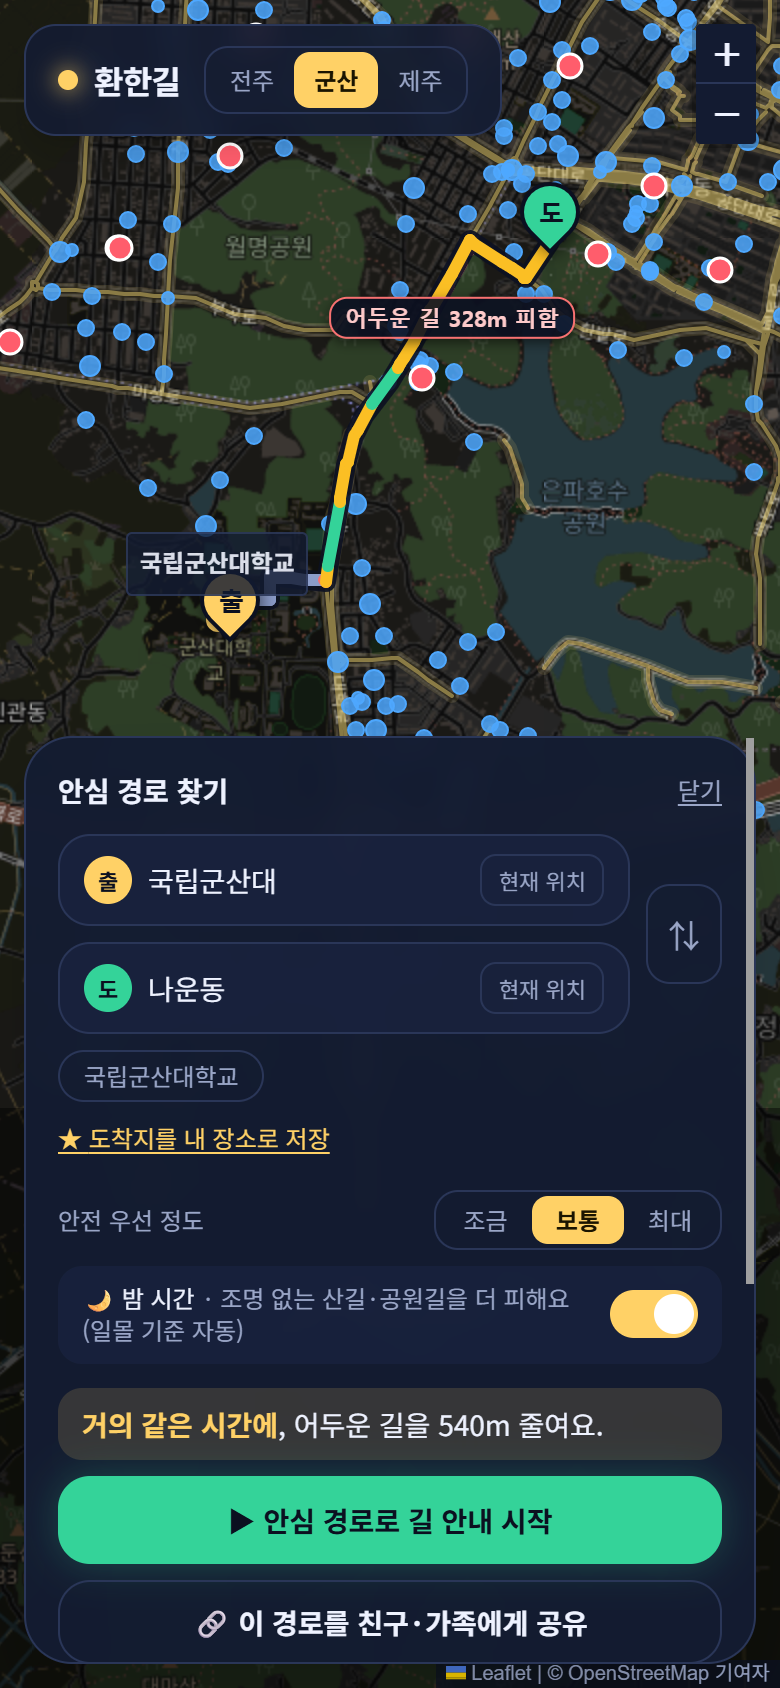 환한길
전주
군산
제주
+
−
월명공원
도
어두운 길 328m 피함
은파호수
공원
국립군산대학교
출
군산대학
교
안심 경로 찾기
닫기
출 국립군산대
현재 위치
도 나운동
현재 위치
국립군산대학교
★ 도착지를 내 장소로 저장
안전 우선 정도
조금
보통
최대
🌙 밤 시간 · 조명 없는 산길·공원길을 더 피해요
(일몰 기준 자동)
거의 같은 시간에, 어두운 길을 540m 줄여요.
▶ 안심 경로로 길 안내 시작
🔗 이 경로를 친구·가족에게 공유
Leaflet | © OpenStreetMap 기여자